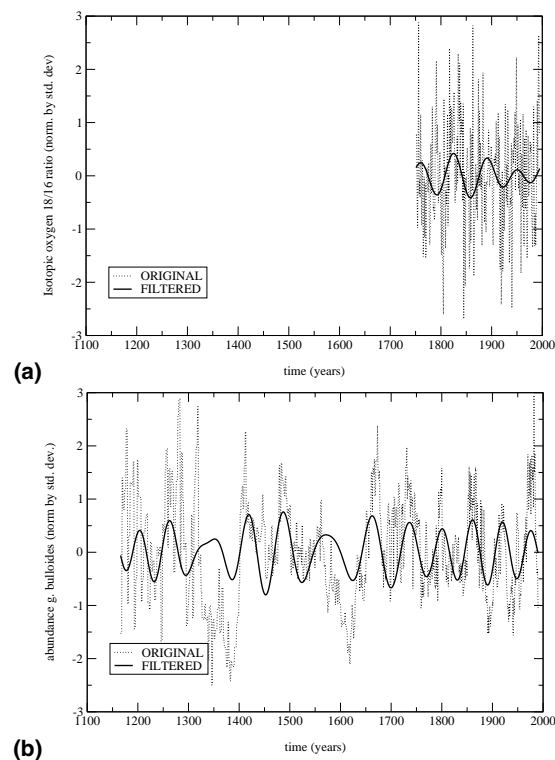 3
2
1
0
-1
-2
-3
Isotopic oxygen 18/16 ratio (norm. by std. dev)
ORIGINAL
FILTERED
1100 1200 1300 1400 1500 1600 1700 1800 1900 2000
time (years)
(a)
3
2
1
0
-1
-2
-3
abundance g. bulloides (norm by std. dev.)
ORIGINAL
FILTERED
1100 1200 1300 1400 1500 1600 1700 1800 1900 2000
time (years)
(b)